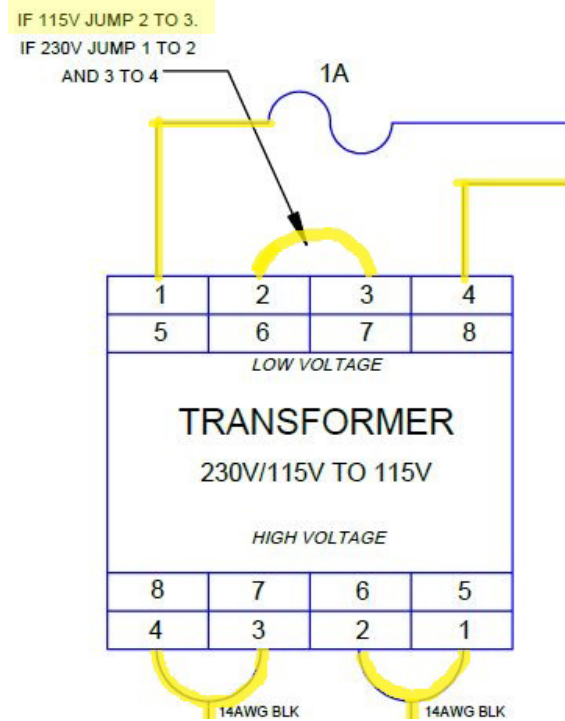 IF 115V JUMP 2 TO 3.
IF 230V JUMP 1 TO 2
AND 3 TO 4
1A
1 2 3 4
5 6 7 8
LOW VOLTAGE
TRANSFORMER
230V/115V TO 115V
HIGH VOLTAGE
8 7 6 5
4 3 2 1
14AWG BLK 14AWG BLK